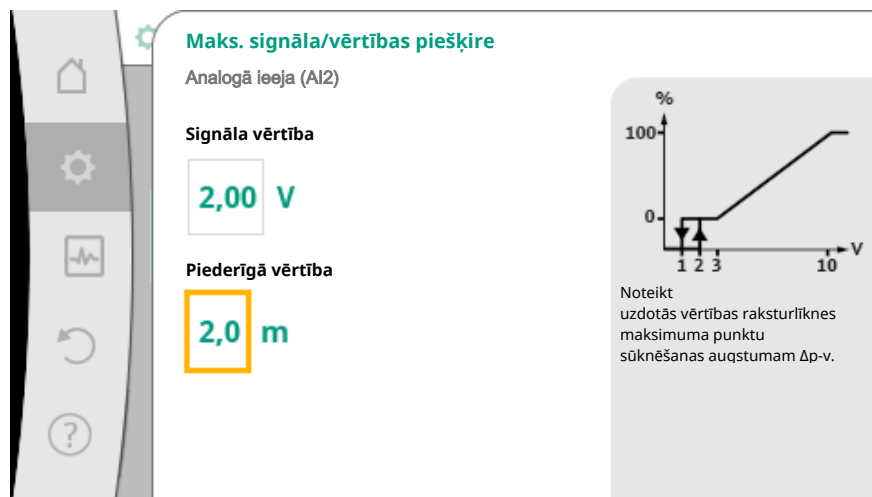 Maks. signāla/vērtības piešķire
Analogā ieeja (AI2)
Signāla vērtība
2,00 V
Piederīgā vērtība
2,0 m
%
100
0
1 2 3 10 V
Noteikt
uzdotās vērtības raksturlīknes
maksimuma punktu
sūknēšanas augstumam Δp-v.
?